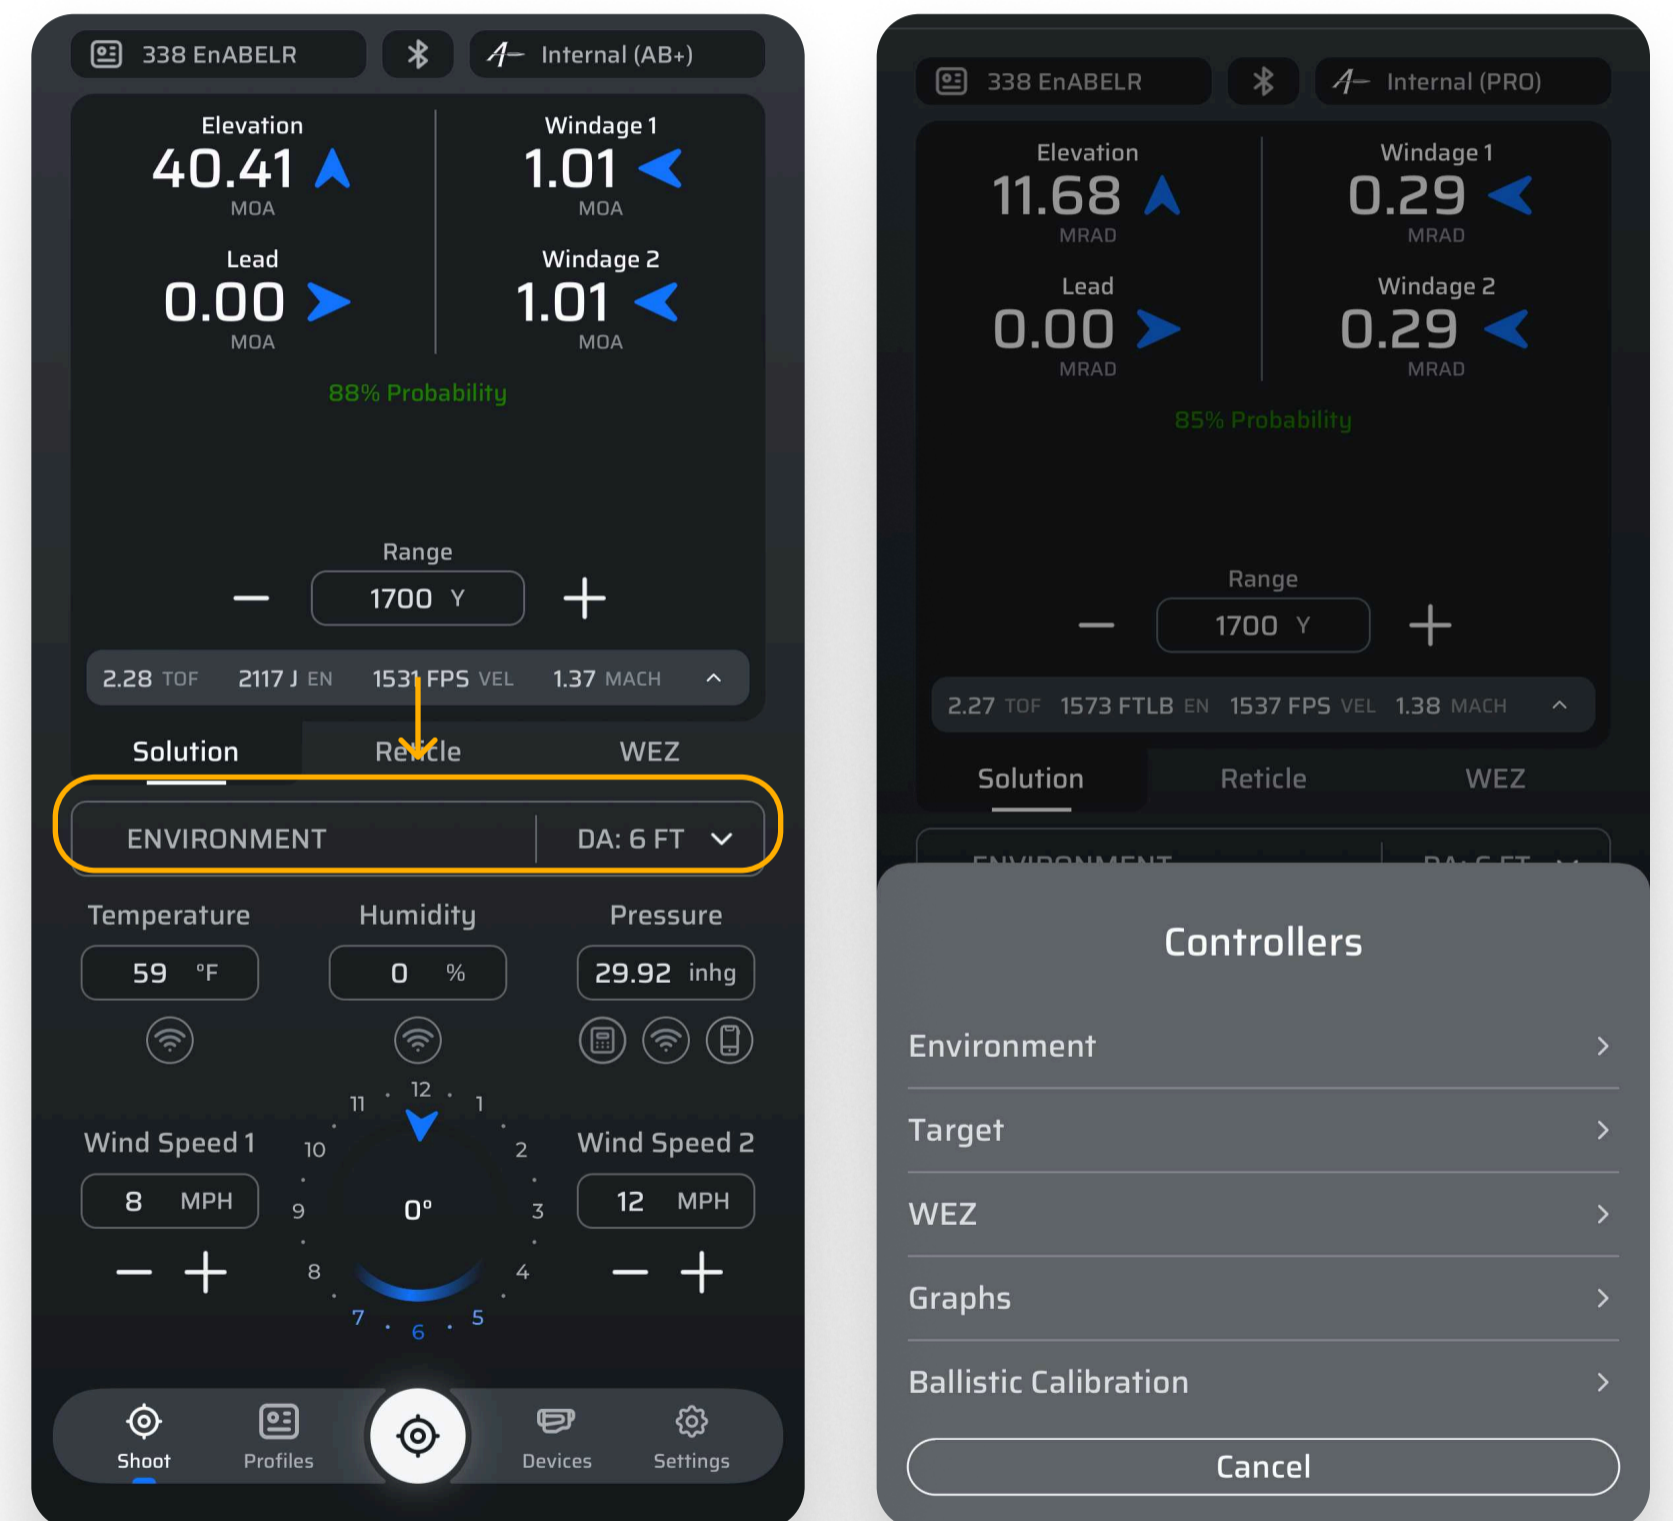 338 EnABELR
Internal (AB+)
Elevation
Windage 1
40.41
1.01
MOA
MOA
Lead
Windage 2
0.00
1.01
MOA
MOA
88% Probability
Range
1700 Y
2.28 TOF 2117 J EN 1531 FPS VEL 1.37 MACH
Solution
Reticle
WEZ
ENVIRONMENT
DA: 6 FT
Temperature
Humidity
Pressure
59 °F
0 %
29.92 inhg
12
11
1
Wind Speed 1
10
2
Wind Speed 2
8 MPH
9
0°
3
12 MPH
8
4
7
6
5
Shoot
Profiles
Devices
Settings
338 EnABELR
Internal (PRO)
Elevation
Windage 1
11.68
0.29
MRAD
MRAD
Lead
Windage 2
0.00
0.29
MRAD
MRAD
85% Probability
Range
1700 Y
2.27 TOF 1573 FTLB EN 1537 FPS VEL 1.38 MACH
Solution
Reticle
WEZ
ENVIRONMENT
DA: 6 FT
Controllers
Environment
Target
WEZ
Graphs
Ballistic Calibration
Cancel